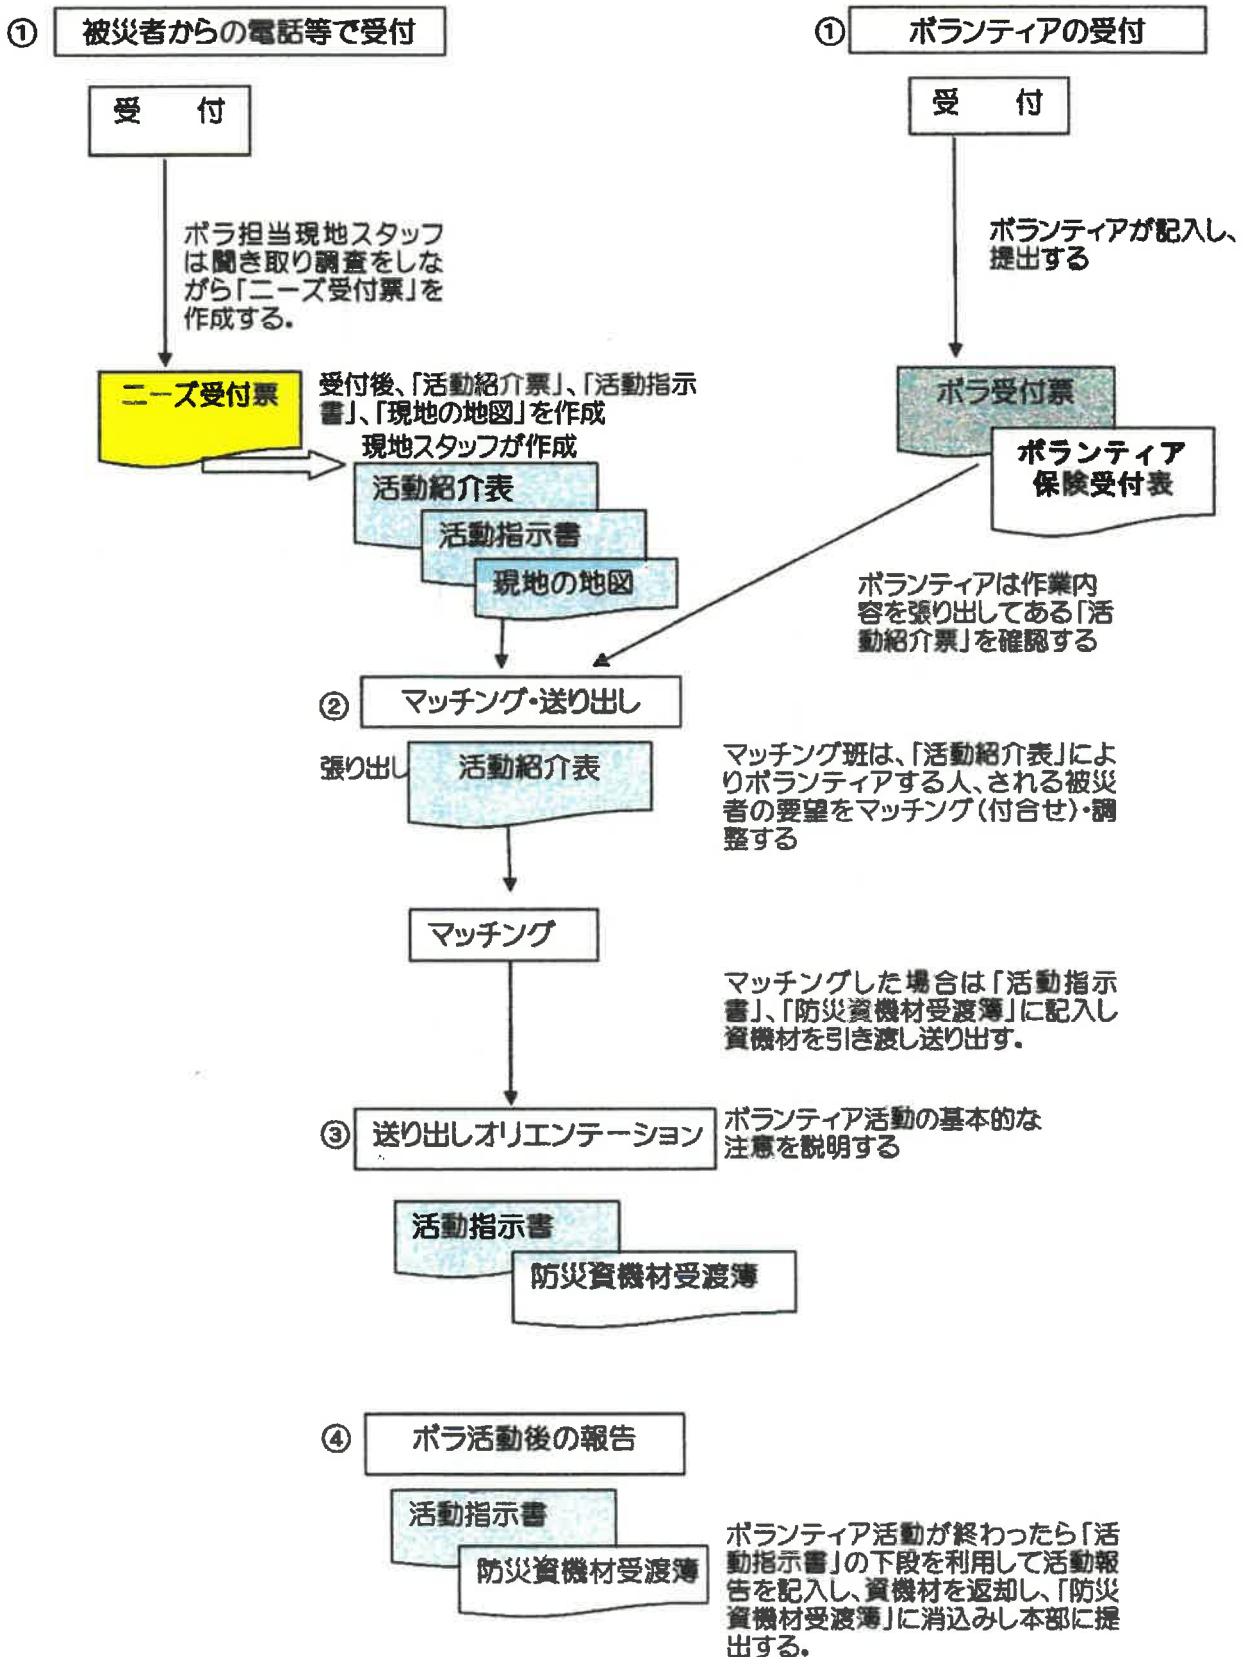 ① 被災者からの電話等で受付
① ボランティアの受付
受 付
受 付
ボラ担当現地スタッフ
は聞き取り調査をしな
がら「ニーズ受付票」を
作成する。
ボランティアが記入し、
提出する
ニーズ受付票
受付後、「活動紹介票」、「活動指示
書」、「現地の地図」を作成
現地スタッフが作成
活動紹介表
活動指示書
現地の地図
ボラ受付票
ボランティア
保険受付表
ボランティアは作業内
容を張り出してある「活
動紹介票」を確認する
② マッチング・送り出し
張り出し 活動紹介表
マッチング班は、「活動紹介表」によ
りボランティアする人、される被災
者の要望をマッチング(付合せ)・調
整する
マッチング
マッチングした場合は「活動指示
書」、「防災資機材受渡簿」に記入し
資機材を引き渡し送り出す。
③ 送り出しオリエンテーション
ボランティア活動の基本的な
注意を説明する
活動指示書
防災資機材受渡簿
④ ボラ活動後の報告
活動指示書
防災資機材受渡簿
ボランティア活動が終わったら「活
動指示書」の下段を利用して活動報
告を記入し、資機材を返却し、「防災
資機材受渡簿」に消込みし本部に提
出する。